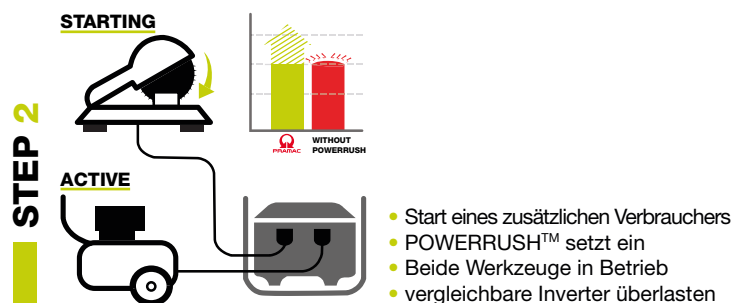 STARTING
STEP 2
PRAMAC
WITHOUT
POWERRUSH
ACTIVE
• Start eines zusätzlichen Verbrauchers
• POWERRUSH™ setzt ein
• Beide Werkzeuge in Betrieb
• vergleichbare Inverter überlasten